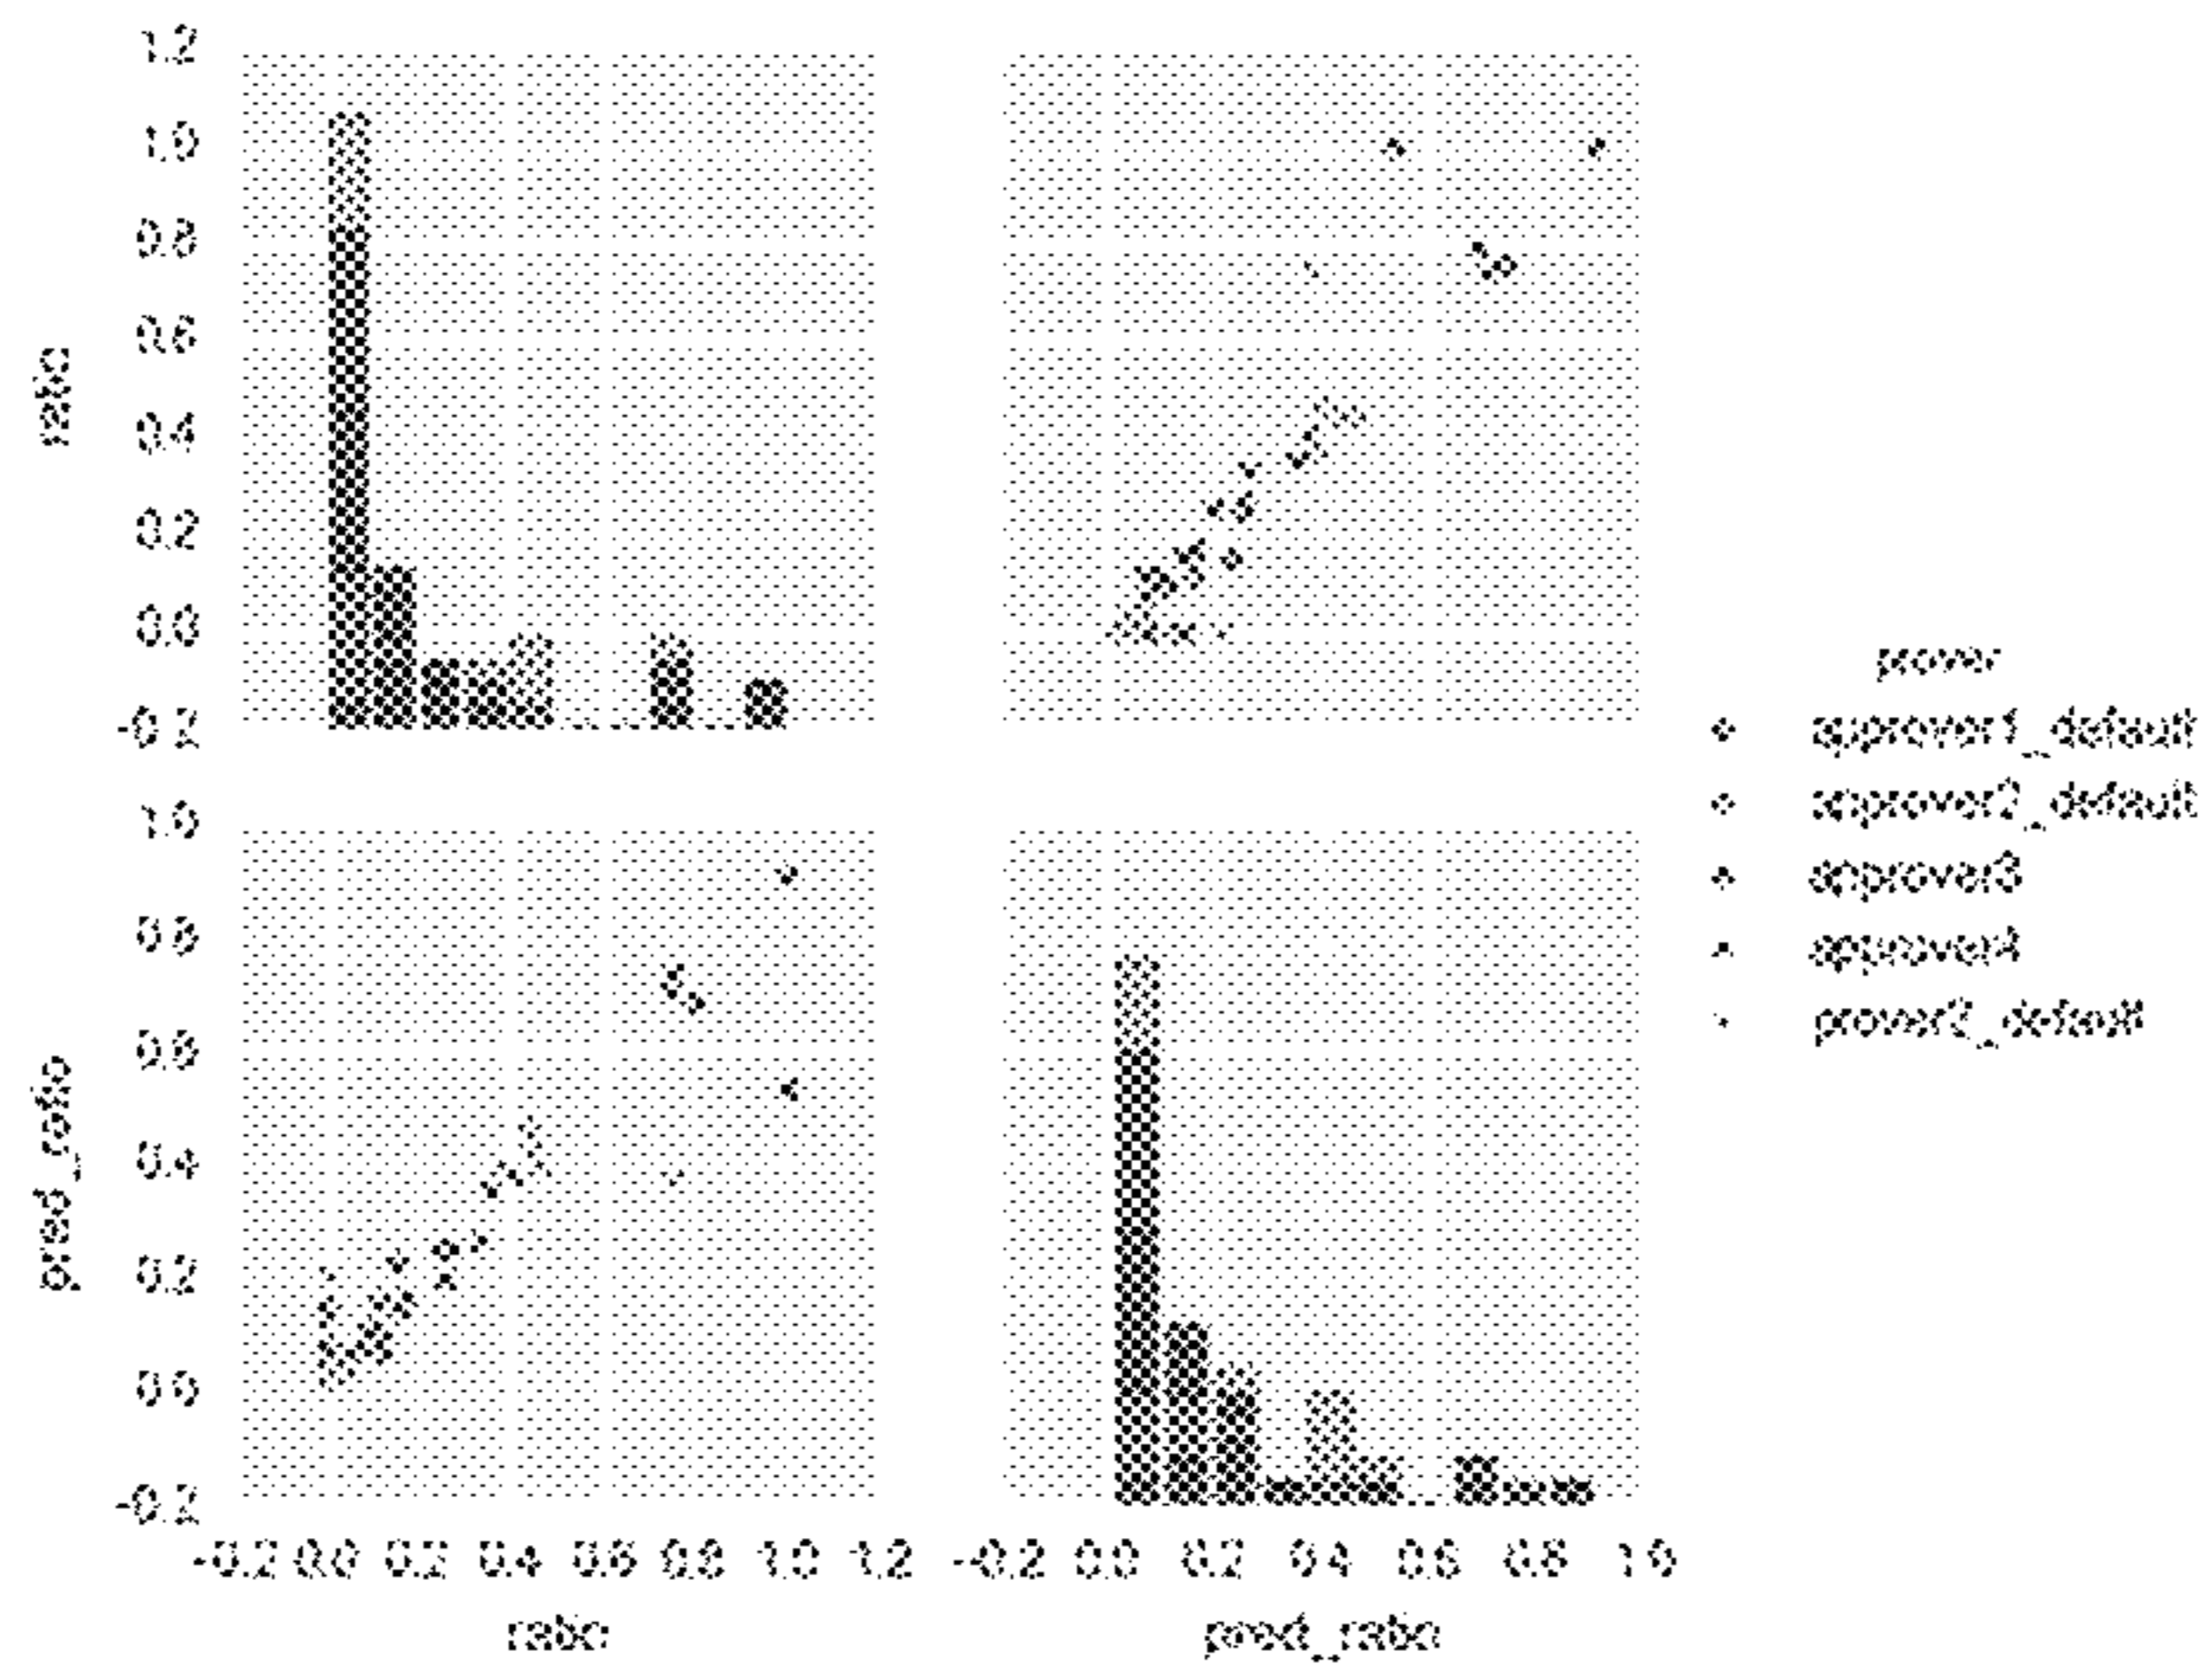 1.2
1.0
0.8
0.6
0.4
0.2
0.0
-0.2
ratio
1.0
0.8
0.6
0.4
0.2
0.0
-0.2
pred_ratio
-0.2 0.0 0.2 0.4 0.6 0.8 1.0 1.2
ratio
-0.2 0.0 0.2 0.4 0.6 0.8 1.0
pred_ratio
prover
approver1_default
approver2_default
approver3
approver4
prover2_default